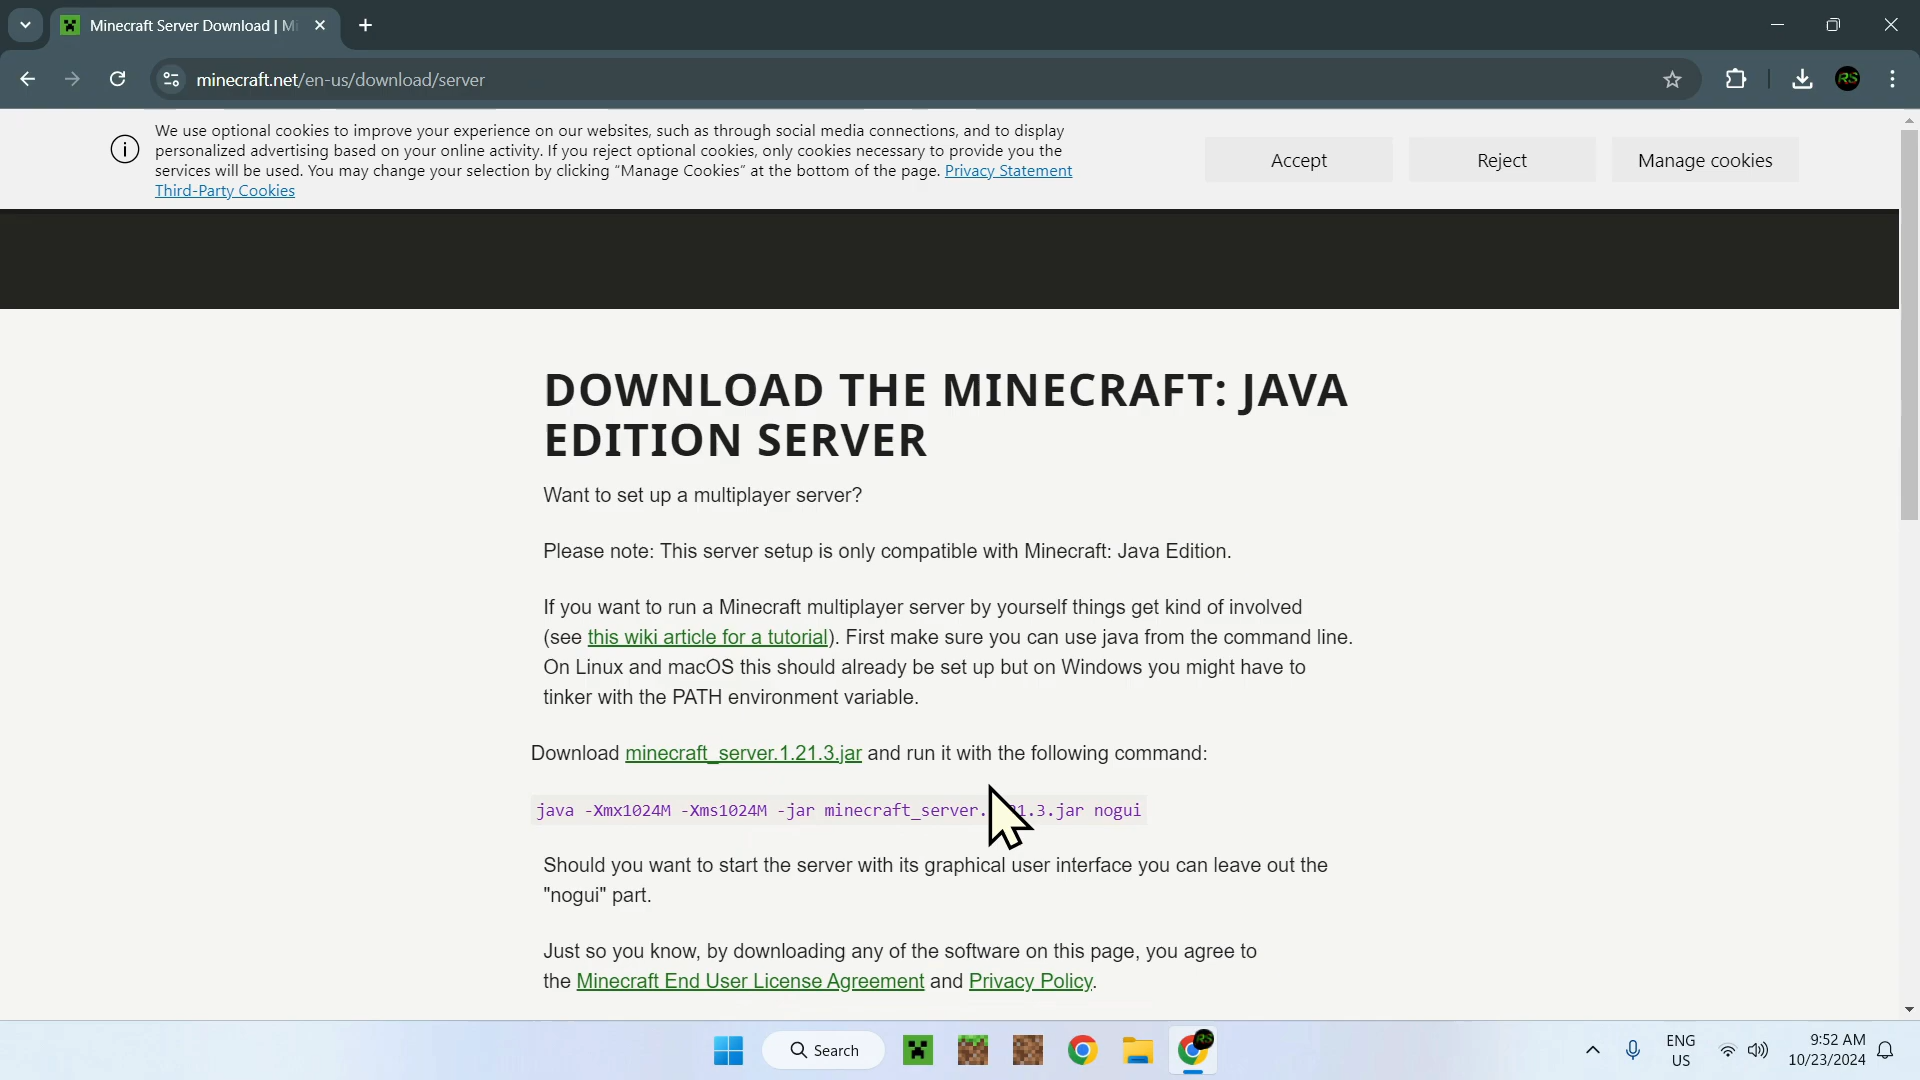 Minecraft Server Download | Mi
minecraft.net/en-us/download/server
RS
We use optional cookies to improve your experience on our websites, such as through social media connections, and to display
personalized advertising based on your online activity. If you reject optional cookies, only cookies necessary to provide you the
services will be used. You may change your selection by clicking “Manage Cookies” at the bottom of the page. Privacy Statement
Third-Party Cookies
Accept
Reject
Manage cookies
DOWNLOAD THE MINECRAFT: JAVA
EDITION SERVER
Want to set up a multiplayer server?
Please note: This server setup is only compatible with Minecraft: Java Edition.
If you want to run a Minecraft multiplayer server by yourself things get kind of involved
(see this wiki article for a tutorial). First make sure you can use java from the command line.
On Linux and macOS this should already be set up but on Windows you might have to
tinker with the PATH environment variable.
Download minecraft_server.1.21.3.jar and run it with the following command:
java -Xmx1024M -Xms1024M -jar minecraft_server.1.21.3.jar nogui
Should you want to start the server with its graphical user interface you can leave out the
"nogui" part.
Just so you know, by downloading any of the software on this page, you agree to
the Minecraft End User License Agreement and Privacy Policy.
Search
RS
ENG
US
9:52 AM
10/23/2024